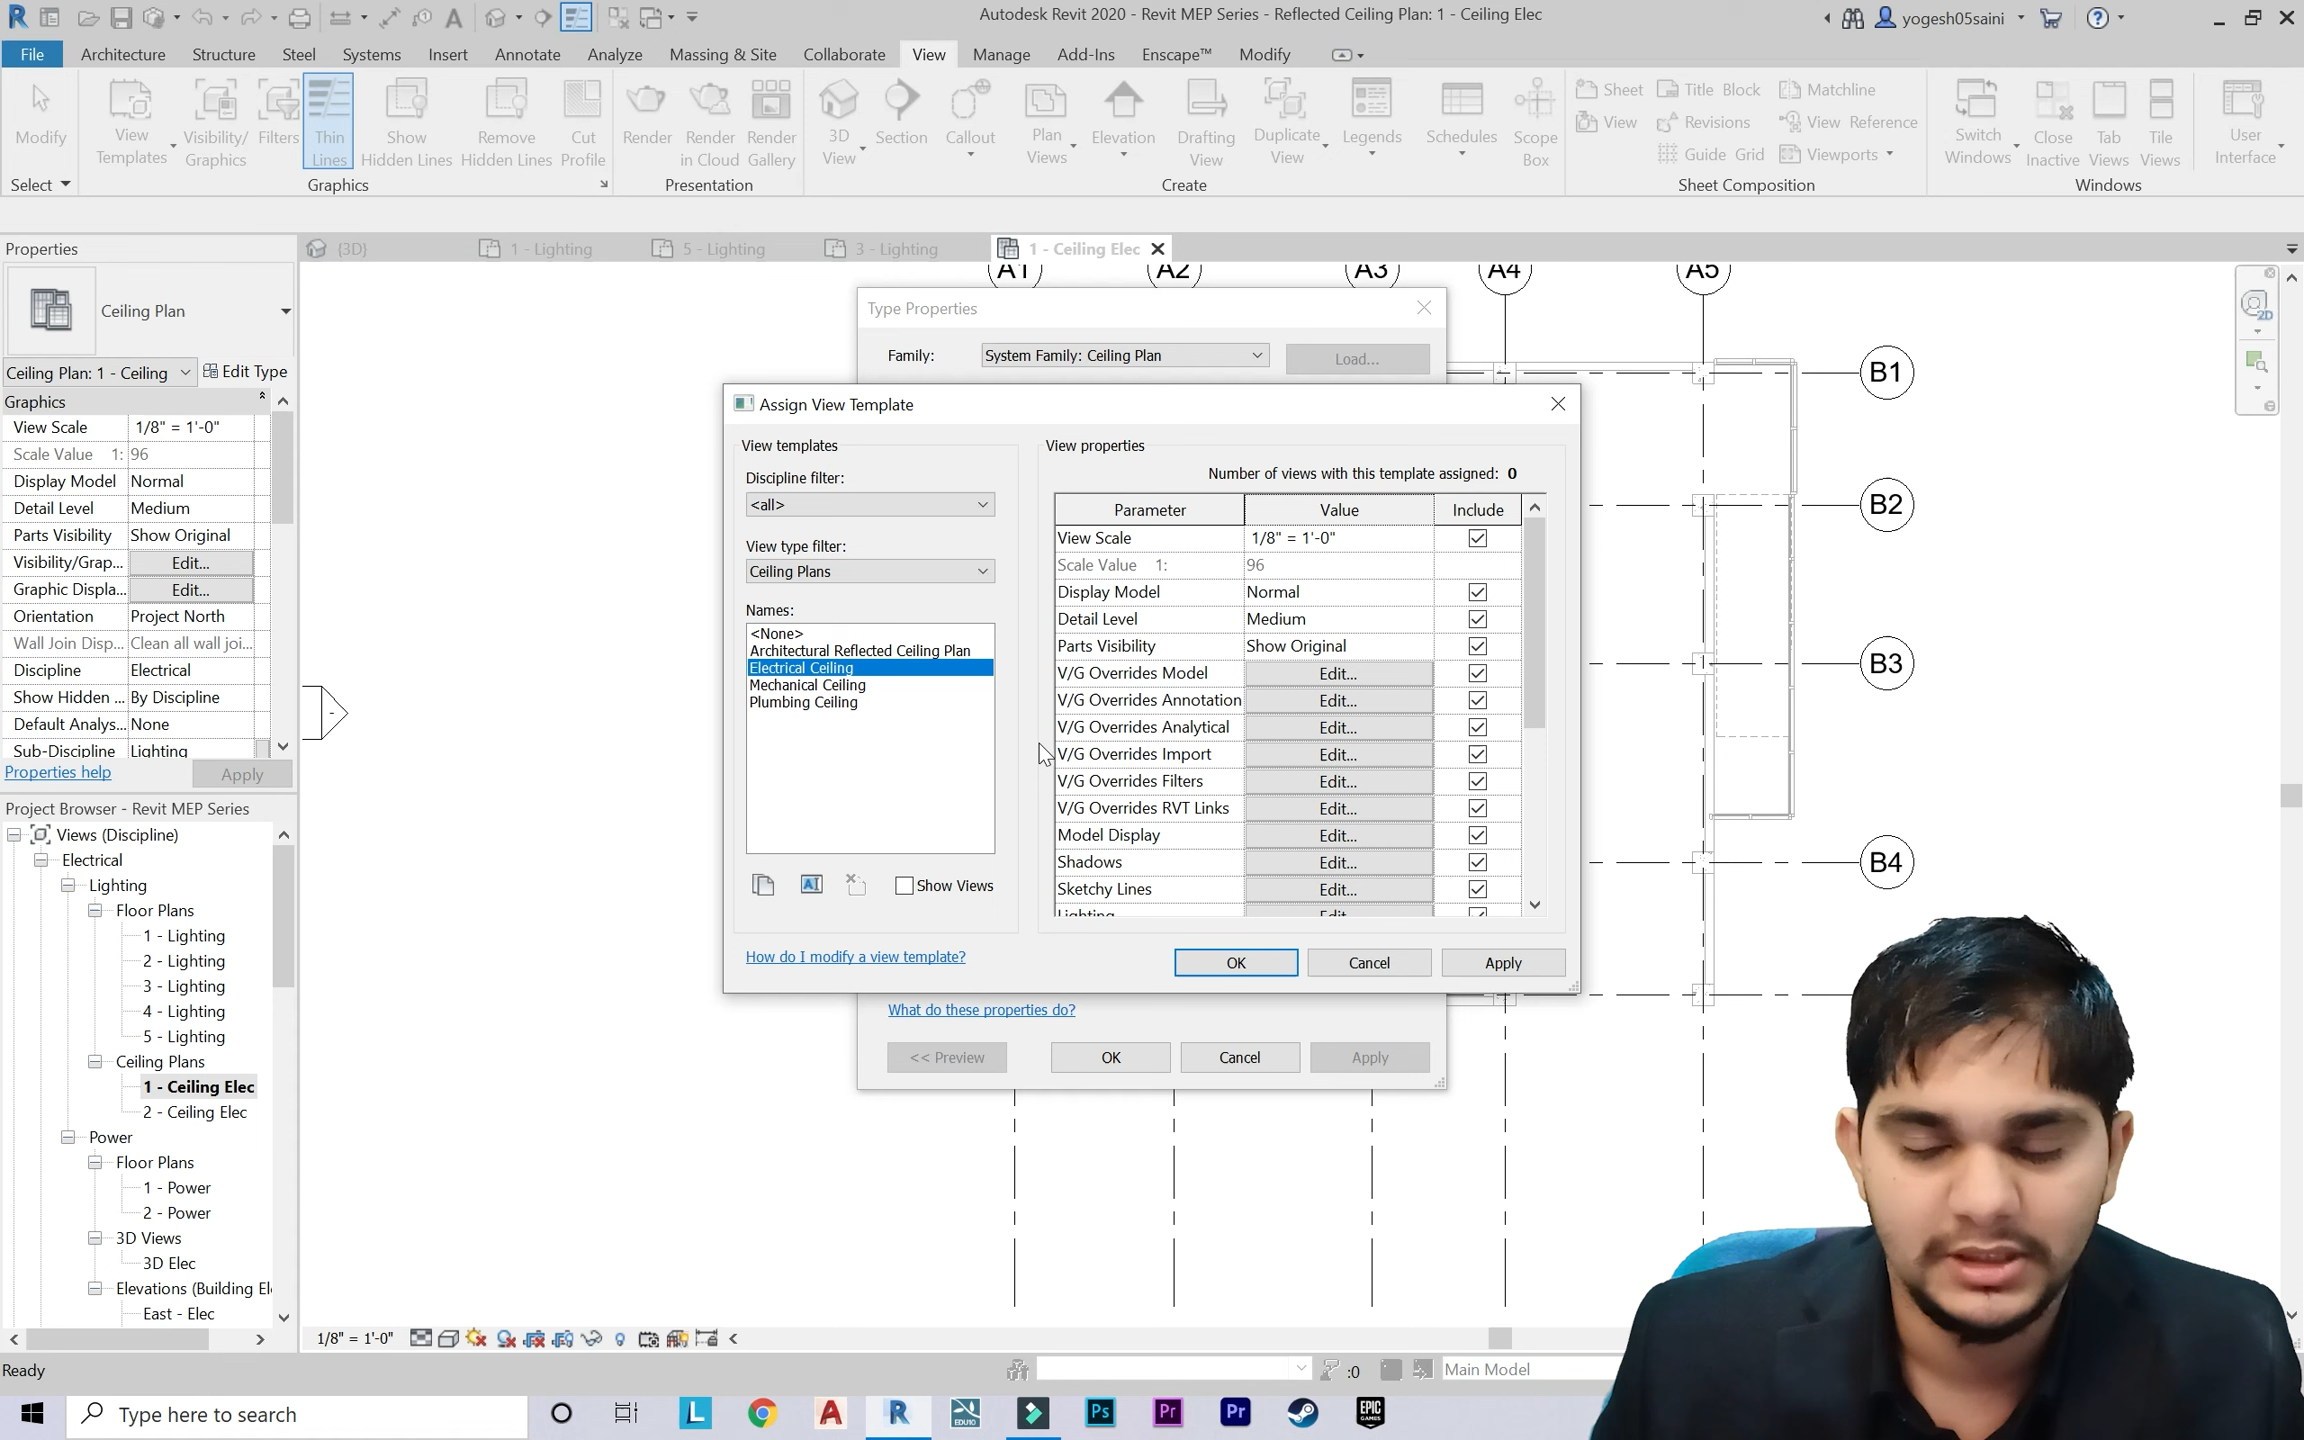 Autodesk Revit 2020 - Revit MEP Series - Reflected Ceiling Plan: 1 - Ceiling Elec
yogesh05saini
File Architecture Structure Steel Systems Insert Annotate Analyze Massing & Site Collaborate View Manage Add-Ins Enscape™ Modify
Modify
View Templates
Visibility/ Graphics
Filters
Thin Lines
Show Hidden Lines
Remove Hidden Lines
Cut Profile
Render
Render in Cloud
Render Gallery
3D View
Section
Callout
Plan Views
Elevation
Drafting View
Duplicate View
Legends
Schedules
Scope Box
Sheet
View
Title Block
Revisions
Guide Grid
Matchline
View Reference
Viewports
Switch Windows
Close Inactive
Tab Views
Tile Views
User Interface
Select
Graphics
Presentation
Create
Sheet Composition
Windows
Properties
{3D}
1 - Lighting
5 - Lighting
3 - Lighting
1 - Ceiling Elec
Ceiling Plan
Ceiling Plan: 1 - Ceiling
Edit Type
Graphics
View Scale 1/8" = 1'-0"
Scale Value 1: 96
Display Model Normal
Detail Level Medium
Parts Visibility Show Original
Visibility/Grap... Edit...
Graphic Displa... Edit...
Orientation Project North
Wall Join Disp... Clean all wall joi...
Discipline Electrical
Show Hidden ... By Discipline
Default Analys... None
Sub-Discipline Lighting
Properties help
Apply
Project Browser - Revit MEP Series
Views (Discipline)
Electrical
Lighting
Floor Plans
1 - Lighting
2 - Lighting
3 - Lighting
4 - Lighting
5 - Lighting
Ceiling Plans
1 - Ceiling Elec
2 - Ceiling Elec
Power
Floor Plans
1 - Power
2 - Power
3D Views
3D Elec
Elevations (Building El
East - Elec
A1
A2
A3
A4
A5
B1
B2
B3
B4
2D
Type Properties
Family:
System Family: Ceiling Plan
Load...
Assign View Template
View templates
Discipline filter:
<all>
View type filter:
Ceiling Plans
Names:
<None>
Architectural Reflected Ceiling Plan
Electrical Ceiling
Mechanical Ceiling
Plumbing Ceiling
Show Views
How do I modify a view template?
View properties
Number of views with this template assigned: 0
Parameter Value Include
View Scale 1/8" = 1'-0"
Scale Value 1: 96
Display Model Normal
Detail Level Medium
Parts Visibility Show Original
V/G Overrides Model Edit...
V/G Overrides Annotation Edit...
V/G Overrides Analytical Edit...
V/G Overrides Import Edit...
V/G Overrides Filters Edit...
V/G Overrides RVT Links Edit...
Model Display Edit...
Shadows Edit...
Sketchy Lines Edit...
Lighting Edit...
OK
Cancel
Apply
What do these properties do?
<< Preview
OK
Cancel
Apply
1/8" = 1'-0"
Ready
:0
Main Model
Type here to search
L
A
R
EDU10
Ps
Pr
Pr
EPIC
GAMES